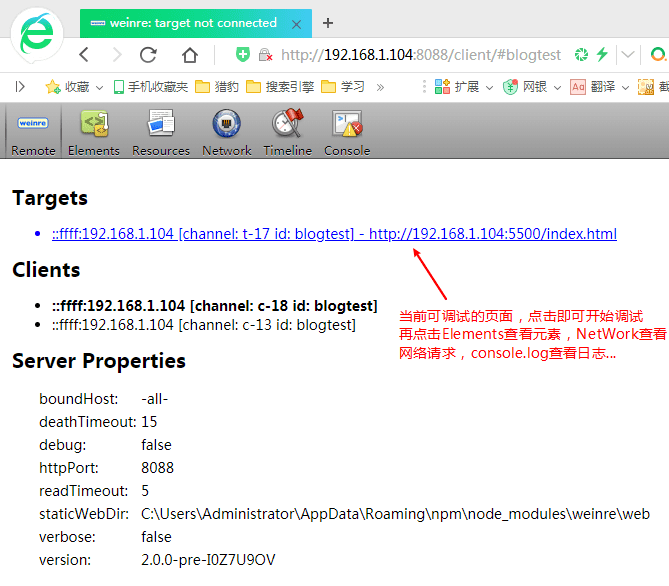 weinre: target not connected
http://192.168.1.104:8088/client/#blogtest
收藏 手机收藏夹 猎豹 搜索引擎 学习 » 扩展 网银 Aa 翻译
weinre
Remote Elements Resources Network Timeline Console
Targets
::ffff:192.168.1.104 [channel: t-17 id: blogtest] - http://192.168.1.104:5500/index.html
Clients
::ffff:192.168.1.104 [channel: c-18 id: blogtest]
::ffff:192.168.1.104 [channel: c-13 id: blogtest]
当前可调试的页面，点击即可开始调试
再点击Elements查看元素，NetWork查看
网络请求，console.log查看日志...
Server Properties
boundHost: -all-
deathTimeout: 15
debug: false
httpPort: 8088
readTimeout: 5
staticWebDir: C:\Users\Administrator\AppData\Roaming\npm\node_modules\weinre\web
verbose: false
version: 2.0.0-pre-I0Z7U9OV